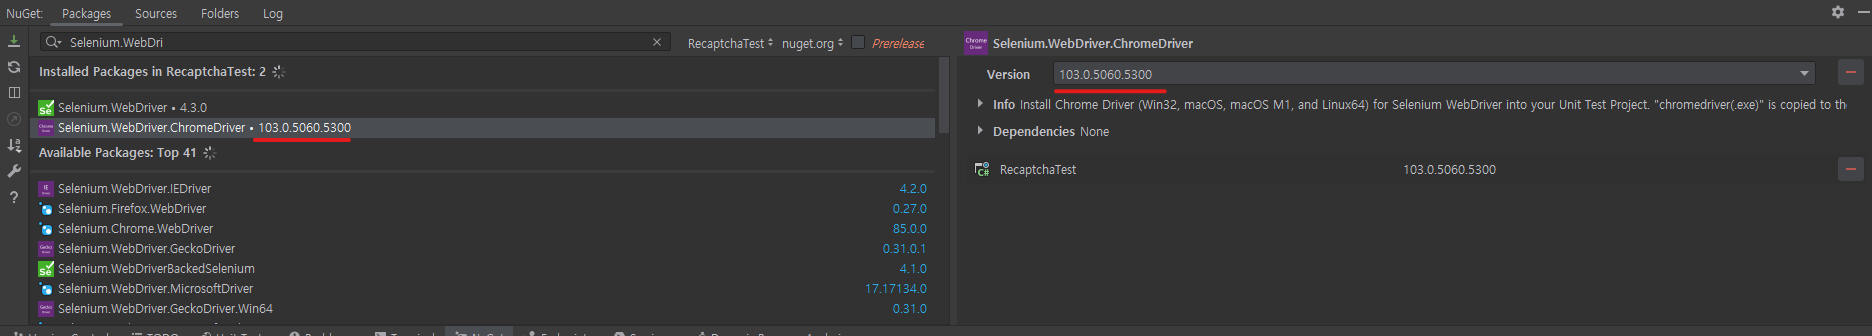 NuGet: Packages Sources Folders Log
Selenium.WebDri
RecaptchaTest nuget.org Prerelease
Installed Packages in RecaptchaTest: 2
Selenium.WebDriver • 4.3.0
Selenium.WebDriver.ChromeDriver • 103.0.5060.5300
Available Packages: Top 41
Selenium.WebDriver.IEDriver 4.2.0
Selenium.Firefox.WebDriver 0.27.0
Selenium.Chrome.WebDriver 85.0.0
Selenium.WebDriver.GeckoDriver 0.31.0.1
Selenium.WebDriverBackedSelenium 4.1.0
Selenium.WebDriver.MicrosoftDriver 17.17134.0
Selenium.WebDriver.GeckoDriver.Win64 0.31.0
Chrome Driver
Selenium.WebDriver.ChromeDriver
Version 103.0.5060.5300
Info Install Chrome Driver (Win32, macOS, macOS M1, and Linux64) for Selenium WebDriver into your Unit Test Project. "chromedriver(.exe)" is copied to the
Dependencies None
RecaptchaTest 103.0.5060.5300